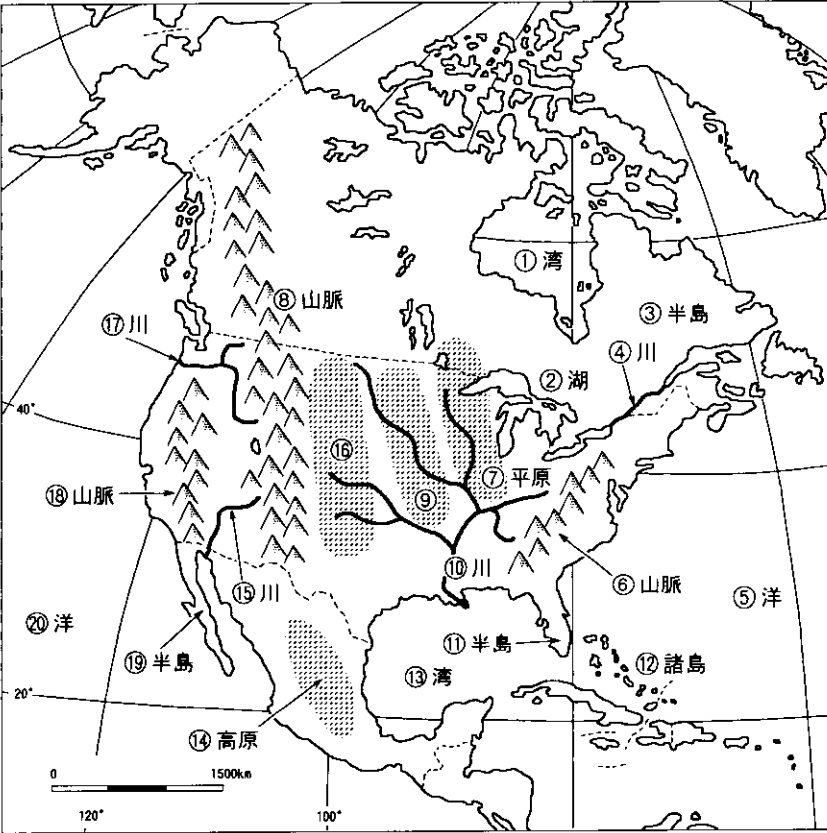 ①湾
③半島
⑧山脈
⑰川
④川
②湖
40°
⑯
⑦平原
⑱山脈
⑨
⑩川
⑥山脈
⑮川
⑤洋
⑳洋
⑪半島
⑲半島
⑫諸島
⑬湾
20°
⑭高原
0 1500km
120° 100°